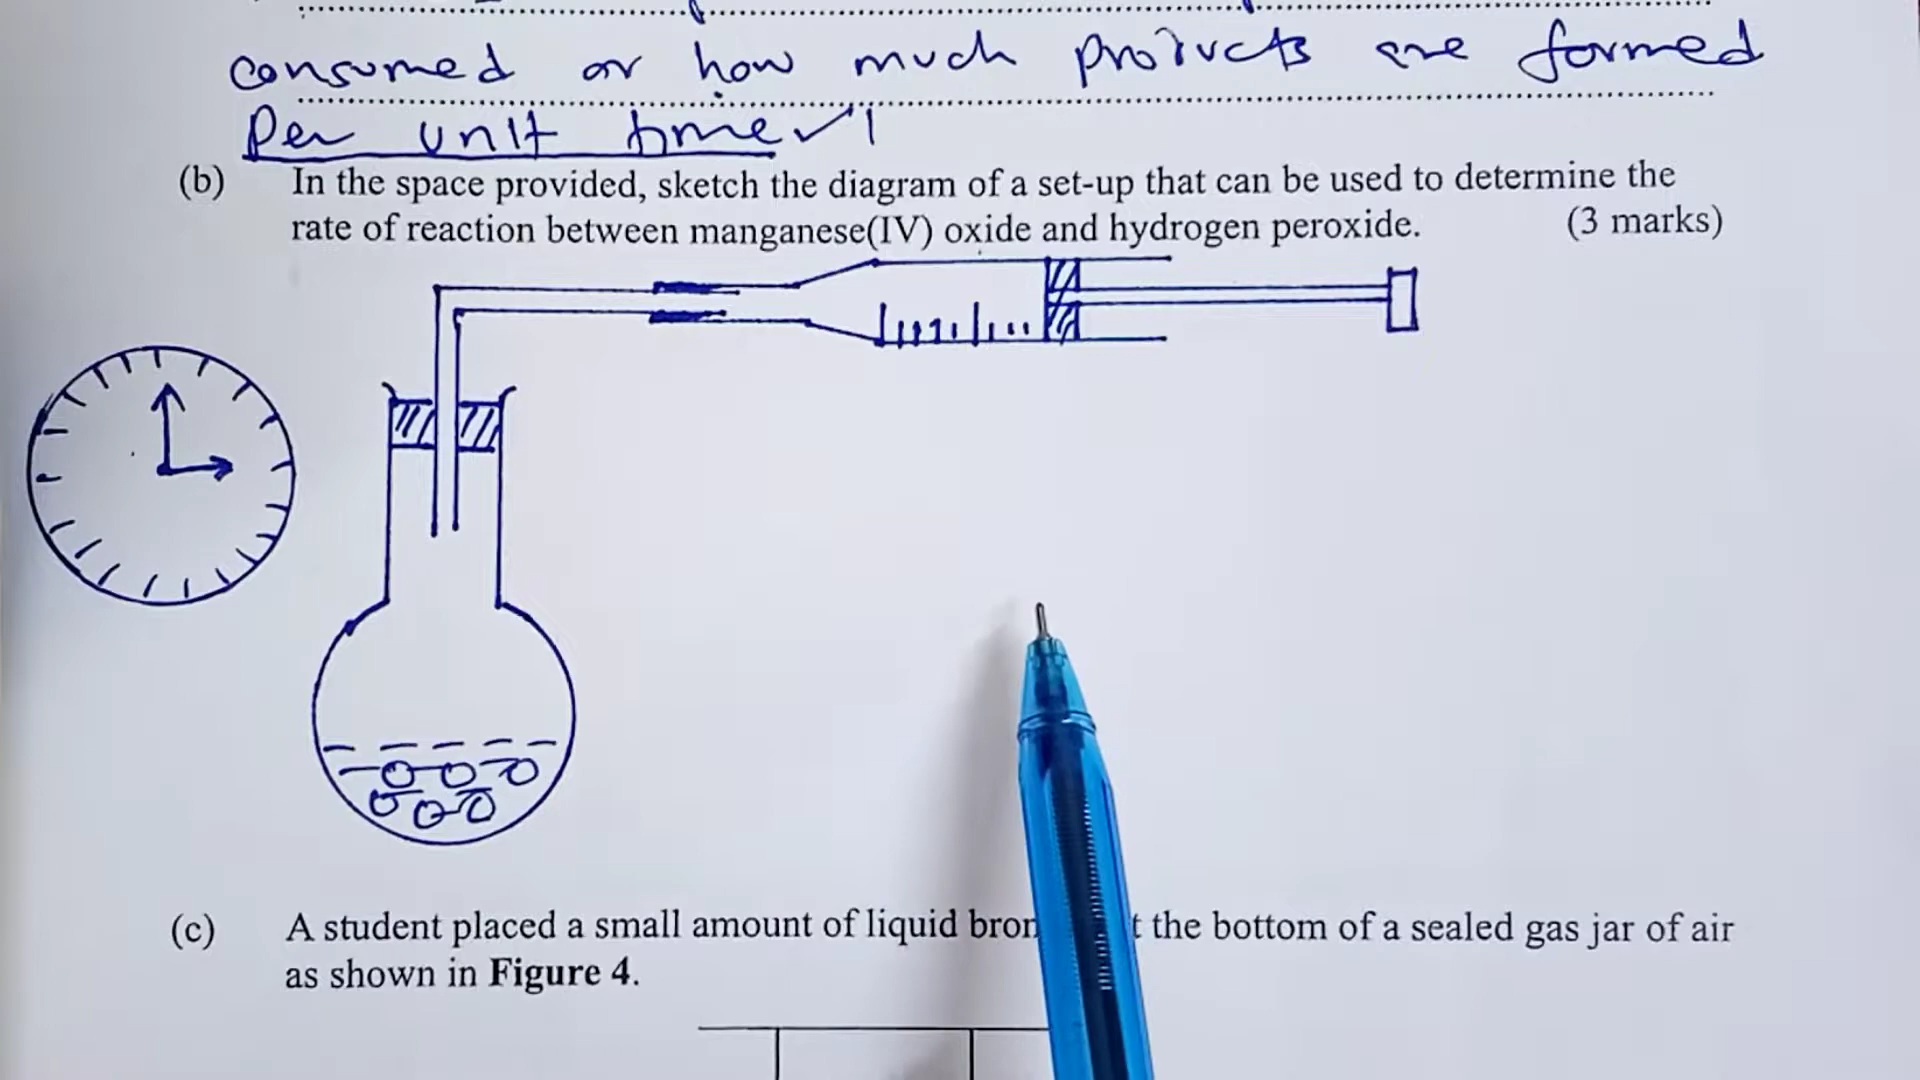 consumed or how much products are formed
per unit time ✓1
(b) In the space provided, sketch the diagram of a set-up that can be used to determine the
rate of reaction between manganese(IV) oxide and hydrogen peroxide. (3 marks)
(c) A student placed a small amount of liquid bron t the bottom of a sealed gas jar of air
as shown in Figure 4.